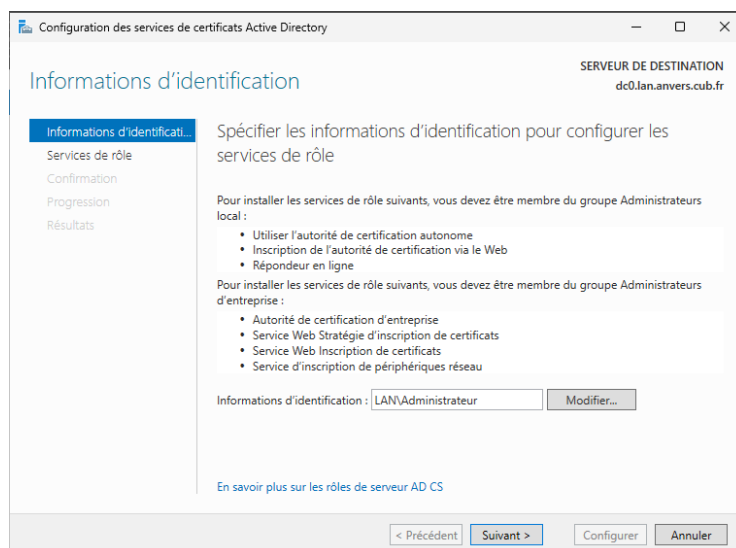 Configuration des services de certificats Active Directory
Informations d'identification
SERVEUR DE DESTINATION
dc0.lan.anvers.cub.fr
Informations d'identificati...
Services de rôle
Confirmation
Progression
Résultats
Spécifier les informations d'identification pour configurer les
services de rôle
Pour installer les services de rôle suivants, vous devez être membre du groupe Administrateurs
local :
• Utiliser l'autorité de certification autonome
• Inscription de l'autorité de certification via le Web
• Répondeur en ligne
Pour installer les services de rôle suivants, vous devez être membre du groupe Administrateurs
d'entreprise :
• Autorité de certification d'entreprise
• Service Web Stratégie d'inscription de certificats
• Service Web Inscription de certificats
• Service d'inscription de périphériques réseau
Informations d'identification : LAN\Administrateur Modifier...
En savoir plus sur les rôles de serveur AD CS
< Précédent Suivant > Configurer Annuler